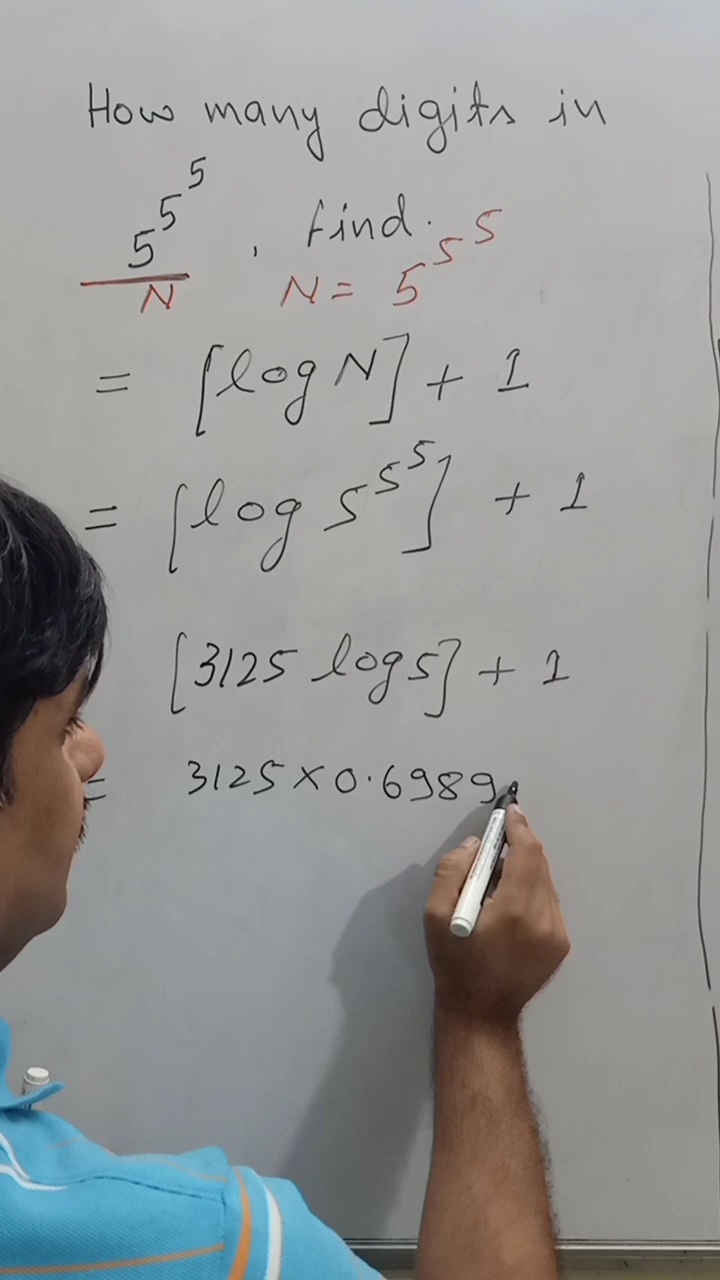 How many digits in
5^5^5 , find.
N N = 5^5^5
= [log N] + 1
= [log 5^5^5] + 1
[3125 log 5] + 1
= 3125 × 0.6989